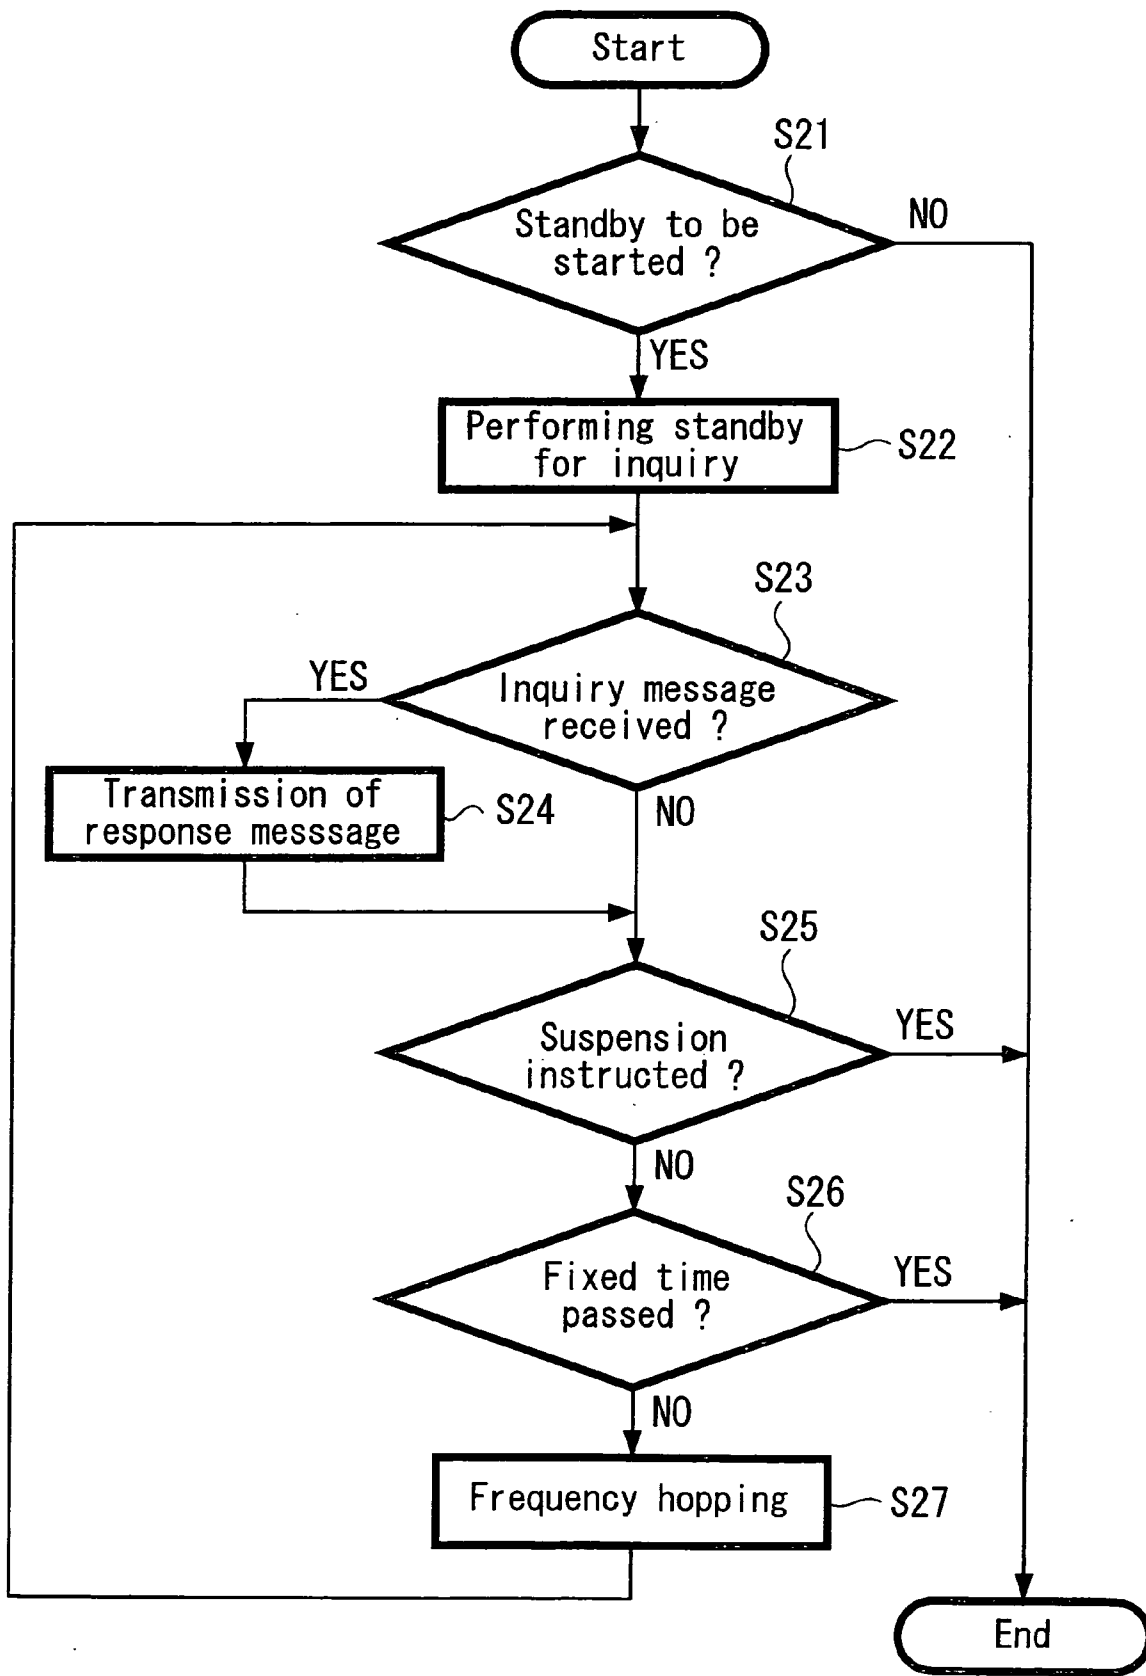 Start
S21
Standby to be
started ?
NO
YES
Performing standby
for inquiry
S22
S23
YES
Inquiry message
received ?
NO
Transmission of
response messsage
S24
S25
Suspension
instructed ?
YES
NO
S26
Fixed time
passed ?
YES
NO
Frequency hopping
S27
End